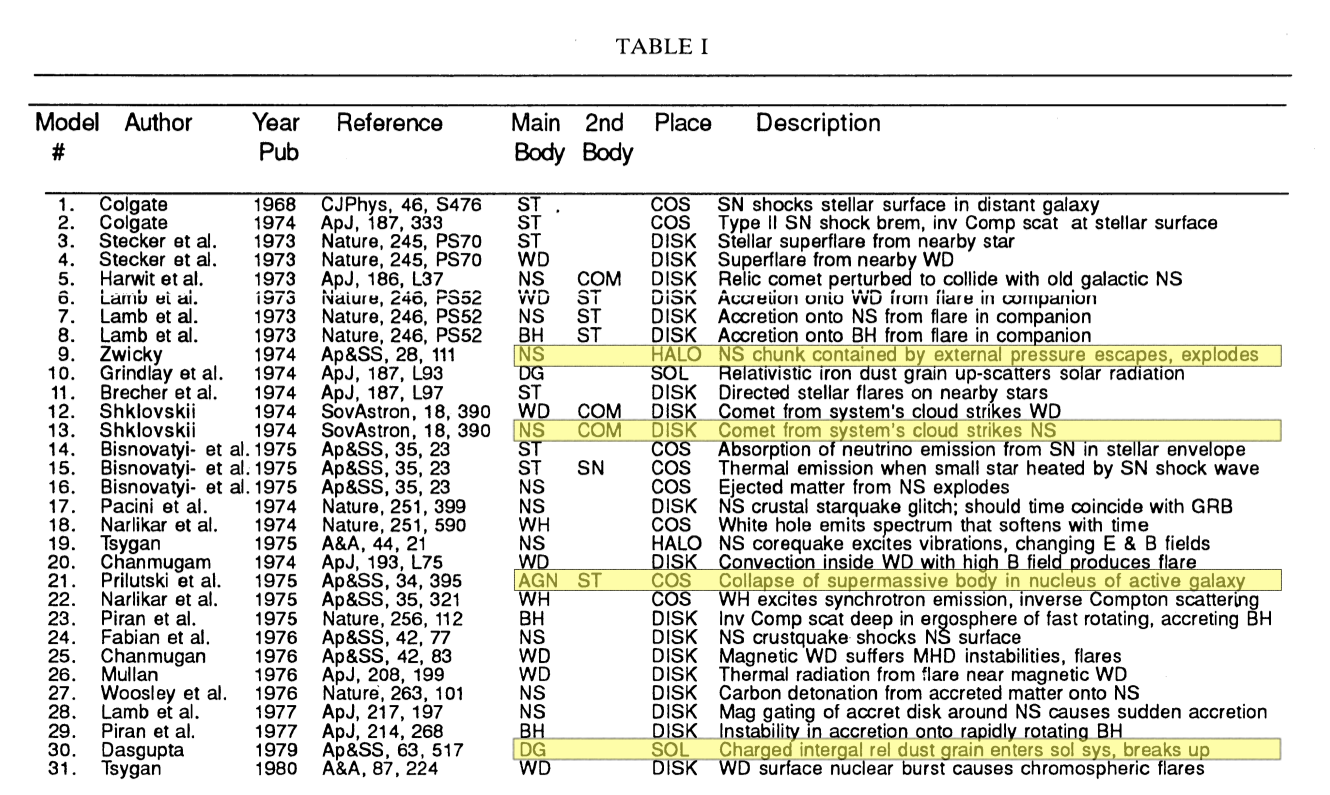 TABLE I
Model Author Year Reference Main 2nd Place Description
# Pub Body Body
1. Colgate 1968 CJPhys, 46, S476 ST COS SN shocks stellar surface in distant galaxy
2. Colgate 1974 ApJ, 187, 333 ST COS Type II SN shock brem, inv Comp scat at stellar surface
3. Stecker et al. 1973 Nature, 245, PS70 ST DISK Stellar superflare from nearby star
4. Stecker et al. 1973 Nature, 245, PS70 WD DISK Superflare from nearby WD
5. Harwit et al. 1973 ApJ, 186, L37 NS COM DISK Relic comet perturbed to collide with old galactic NS
6. Lamb et al. 1973 Nature, 246, PS52 WD ST DISK Accretion onto WD from flare in companion
7. Lamb et al. 1973 Nature, 246, PS52 NS ST DISK Accretion onto NS from flare in companion
8. Lamb et al. 1973 Nature, 246, PS52 BH ST DISK Accretion onto BH from flare in companion
9. Zwicky 1974 Ap&SS, 28, 111 NS HALO NS chunk contained by external pressure escapes, explodes
10. Grindlay et al. 1974 ApJ, 187, L93 DG SOL Relativistic iron dust grain up-scatters solar radiation
11. Brecher et al. 1974 ApJ, 187, L97 ST DISK Directed stellar flares on nearby stars
12. Shklovskii 1974 SovAstron, 18, 390 WD COM DISK Comet from system's cloud strikes WD
13. Shklovskii 1974 SovAstron, 18, 390 NS COM DISK Comet from system's cloud strikes NS
14. Bisnovatyi- et al. 1975 Ap&SS, 35, 23 ST COS Absorption of neutrino emission from SN in stellar envelope
15. Bisnovatyi- et al. 1975 Ap&SS, 35, 23 ST SN COS Thermal emission when small star heated by SN shock wave
16. Bisnovatyi- et al. 1975 Ap&SS, 35, 23 NS COS Ejected matter from NS explodes
17. Pacini et al. 1974 Nature, 251, 399 NS DISK NS crustal starquake glitch; should time coincide with GRB
18. Narlikar et al. 1974 Nature, 251, 590 WH COS White hole emits spectrum that softens with time
19. Tsygan 1975 A&A, 44, 21 NS HALO NS corequake excites vibrations, changing E & B fields
20. Chanmugam 1974 ApJ, 193, L75 WD DISK Convection inside WD with high B field produces flare
21. Prilutski et al. 1975 Ap&SS, 34, 395 AGN ST COS Collapse of supermassive body in nucleus of active galaxy
22. Narlikar et al. 1975 Ap&SS, 35, 321 WH COS WH excites synchrotron emission, inverse Compton scattering
23. Piran et al. 1975 Nature, 256, 112 BH DISK Inv Comp scat deep in ergosphere of fast rotating, accreting BH
24. Fabian et al. 1976 Ap&SS, 42, 77 NS DISK NS crustquake shocks NS surface
25. Chanmugan 1976 Ap&SS, 42, 83 WD DISK Magnetic WD suffers MHD instabilities, flares
26. Mullan 1976 ApJ, 208, 199 WD DISK Thermal radiation from flare near magnetic WD
27. Woosley et al. 1976 Nature, 263, 101 NS DISK Carbon detonation from accreted matter onto NS
28. Lamb et al. 1977 ApJ, 217, 197 NS DISK Mag gating of accret disk around NS causes sudden accretion
29. Piran et al. 1977 ApJ, 214, 268 BH DISK Instability in accretion onto rapidly rotating BH
30. Dasgupta 1979 Ap&SS, 63, 517 DG SOL Charged intergal rel dust grain enters sol sys, breaks up
31. Tsygan 1980 A&A, 87, 224 WD DISK WD surface nuclear burst causes chromospheric flares